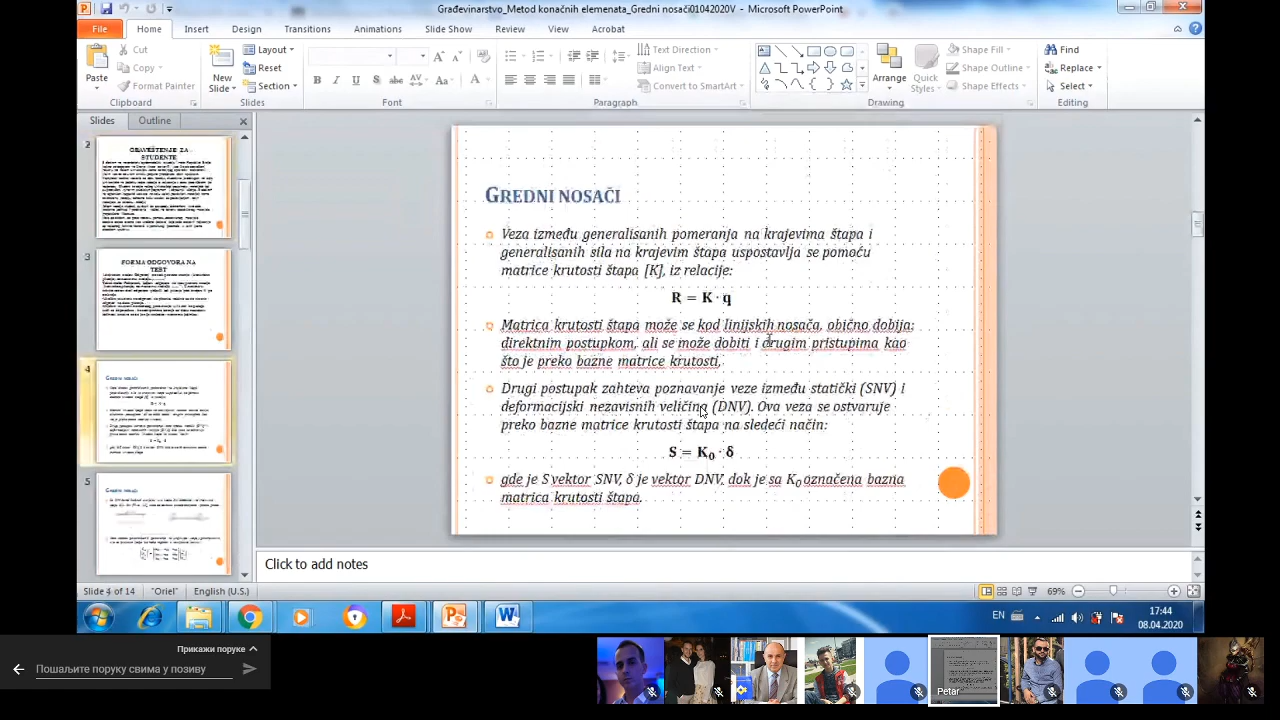 Građevinarstvo_Metod konačnih elemenata_Gredni nosači01042020V - Microsoft PowerPoint
File Home Insert Design Transitions Animations Slide Show Review View Acrobat
Paste
Cut
Copy
Format Painter
Clipboard
New
Slide
Layout
Reset
Section
Slides
Font
Text Direction
Align Text
Convert to SmartArt
Paragraph
Arrange
Quick
Styles
Shape Fill
Shape Outline
Shape Effects
Drawing
Find
Replace
Select
Editing
Slides Outline
2
OBAVEŠTENJE ZA
STUDENTE
3
FORMA ODGOVORA NA
TEST
4
GREDNI NOSAČI
5
GREDNI NOSAČI
GREDNI NOSAČI
Veza između generalisanih pomeranja na krajevima štapa i
generalisanih sila na krajevim štapa uspostavlja se pomoću
matrice krutosti štapa [K], iz relacije:
R = K · q
Matrica krutosti štapa može se kod linijskih nosača, obično dobija:
direktnim postupkom, ali se može dobiti i drugim pristupima kao
što je preko bazne matrice krutosti,
Drugi postupak zahteva poznavanje veze između statički (SNV) i
deformacijski nezavisnih veličina (DNV). Ova veza se ostvaruje
preko bazne matrice krutosti štapa na sledeći način:
S = K₀ · δ
gde je S vektor SNV, δ je vektor DNV, dok je sa K₀ označena bazna
matrica krutosti štapa.
Click to add notes
Slide 4 of 14 "Oriel" English (U.S.) 69%
EN
17:44
08.04.2020
Прикажи поруке
Пошаљите поруку свима у позиву
Petar